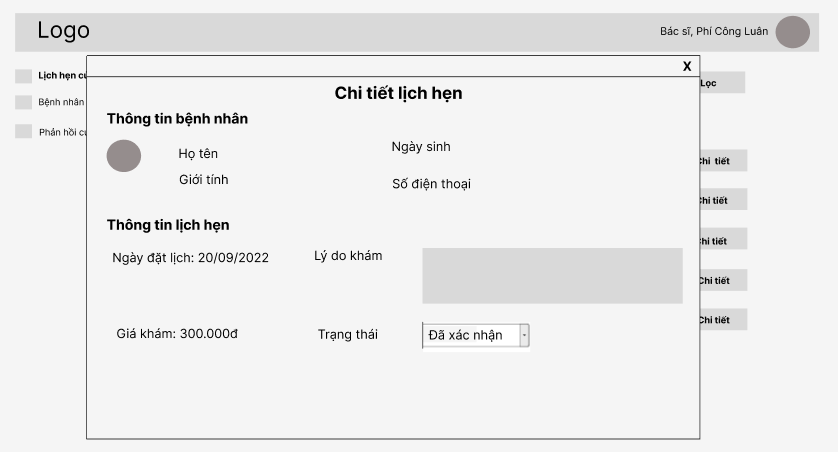 Logo
Bác sĩ, Phí Công Luân
X
Lịch hẹn
Lọc
Chi tiết lịch hẹn
Bệnh nhân
Thông tin bệnh nhân
Phản hồi
Họ tên
Ngày sinh
Chi tiết
Giới tính
Số điện thoại
Chi tiết
Thông tin lịch hẹn
Chi tiết
Ngày đặt lịch: 20/09/2022
Lý do khám
Chi tiết
Chi tiết
Giá khám: 300.000đ
Trạng thái
Đã xác nhận